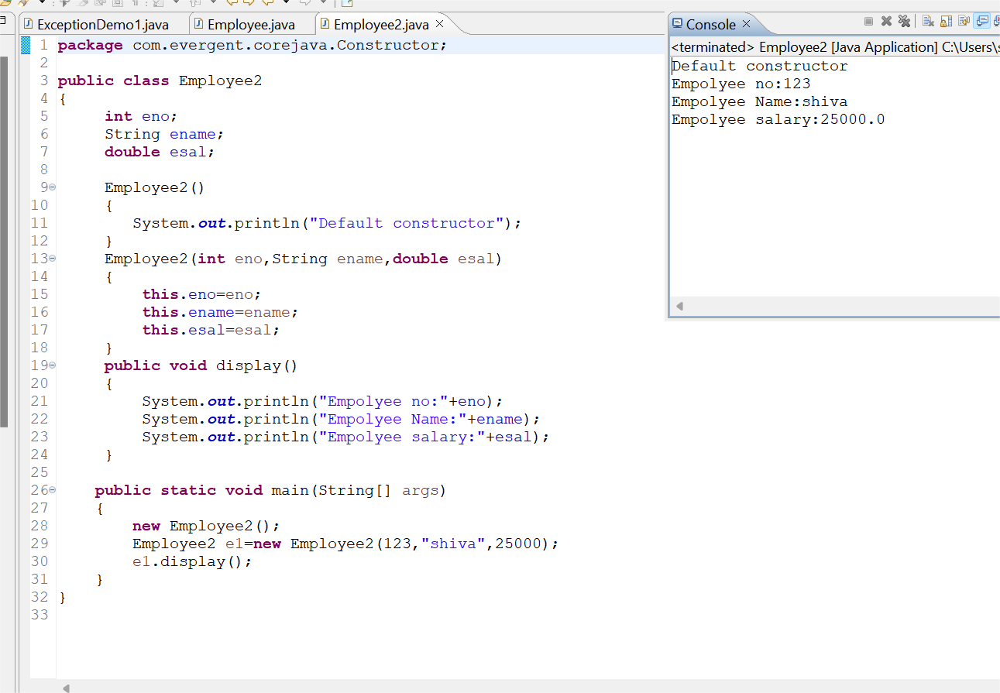 ExceptionDemo1.java Employee.java Employee2.java
1 package com.evergent.corejava.Constructor;
2
3 public class Employee2
4 {
5 int eno;
6 String ename;
7 double esal;
8
9 Employee2()
10 {
11 System.out.println("Default constructor");
12 }
13 Employee2(int eno,String ename,double esal)
14 {
15 this.eno=eno;
16 this.ename=ename;
17 this.esal=esal;
18 }
19 public void display()
20 {
21 System.out.println("Empolyee no:"+eno);
22 System.out.println("Empolyee Name:"+ename);
23 System.out.println("Empolyee salary:"+esal);
24 }
25
26 public static void main(String[] args)
27 {
28 new Employee2();
29 Employee2 e1=new Employee2(123,"shiva",25000);
30 e1.display();
31 }
32 }
33
Console
<terminated> Employee2 [Java Application] C:\Users\
Default constructor
Empolyee no:123
Empolyee Name:shiva
Empolyee salary:25000.0